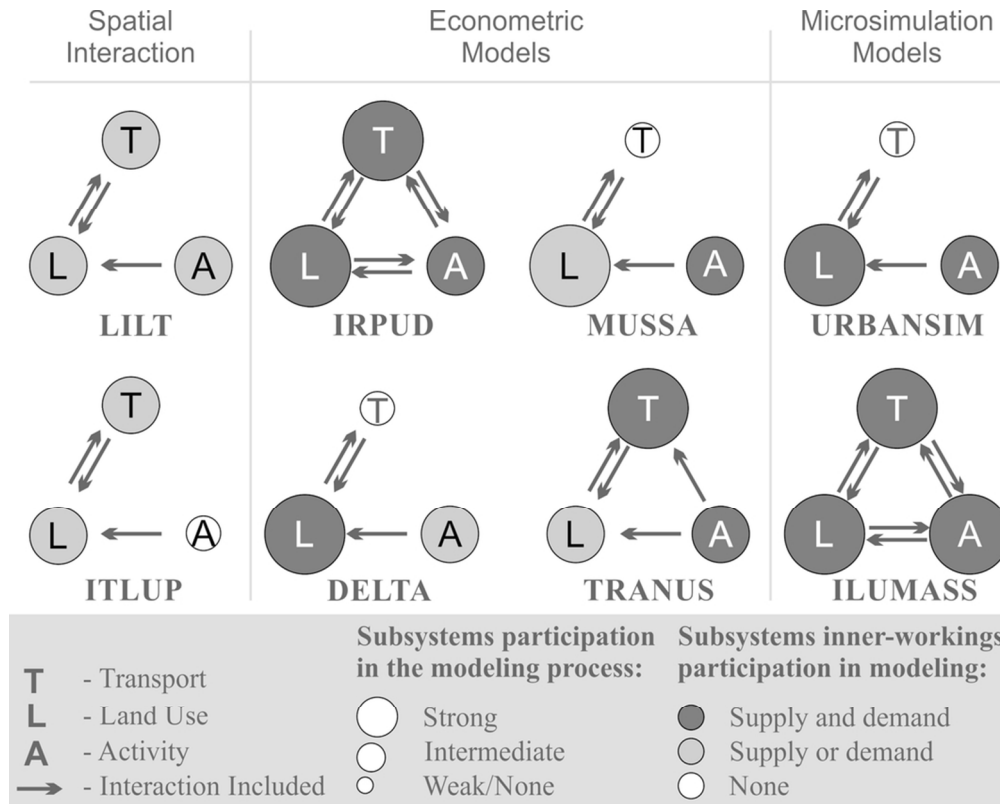 Spatial
Interaction
Econometric
Models
Microsimulation
Models
T
L
A
LILT
T
L
A
IRPUD
T
L
A
MUSSA
T
L
A
URBANSIM
T
L
A
ITLUP
T
L
A
DELTA
T
L
A
TRANUS
T
L
A
ILUMASS
T - Transport
L - Land Use
A - Activity
- Interaction Included
Subsystems participation
in the modeling process:
Strong
Intermediate
Weak/None
Subsystems inner-workings
participation in modeling:
Supply and demand
Supply or demand
None